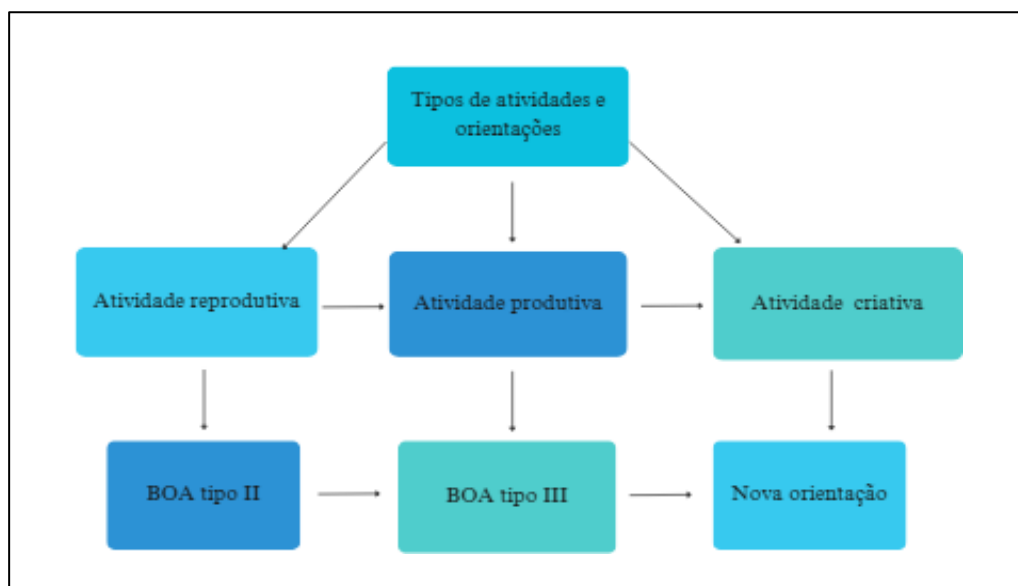 Tipos de atividades e
orientações
Atividade reprodutiva
Atividade produtiva
Atividade criativa
BOA tipo II
BOA tipo III
Nova orientação